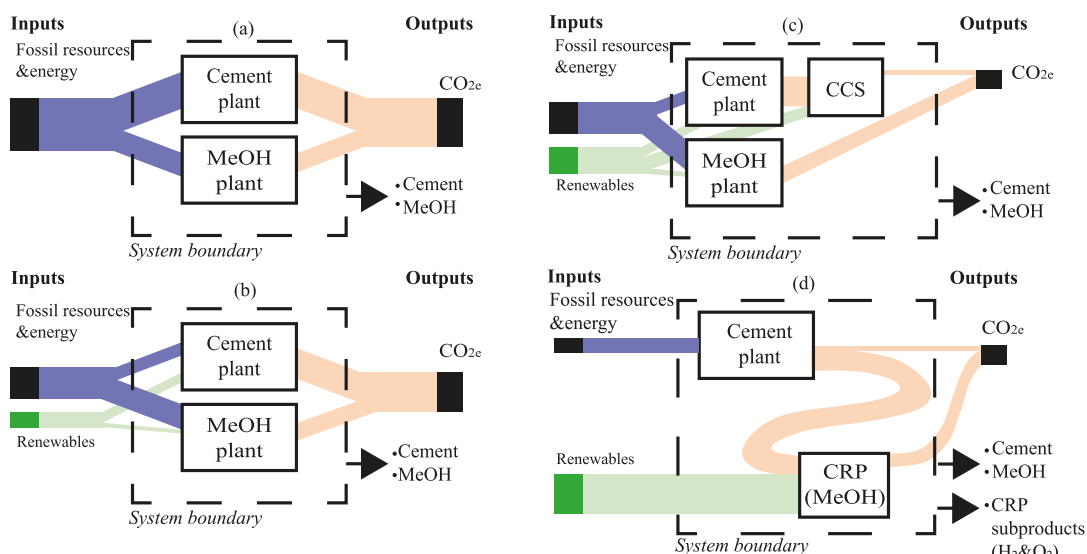 Inputs
(a)
Outputs
Fossil resources
&energy
Cement
plant
CO2e
MeOH
plant
·Cement
·MeOH
System boundary
Inputs
(b)
Outputs
Fossil resources
&energy
Cement
plant
CO2e
MeOH
plant
Renewables
·Cement
·MeOH
System boundary
Inputs
(c)
Outputs
Fossil resources
&energy
Cement
plant
CCS
CO2e
MeOH
plant
Renewables
·Cement
·MeOH
System boundary
Inputs
(d)
Outputs
Fossil resources
&energy
Cement
plant
CO2e
Renewables
CRP
(MeOH)
·Cement
·MeOH
·CRP
subproducts
(H2&O2)
System boundary